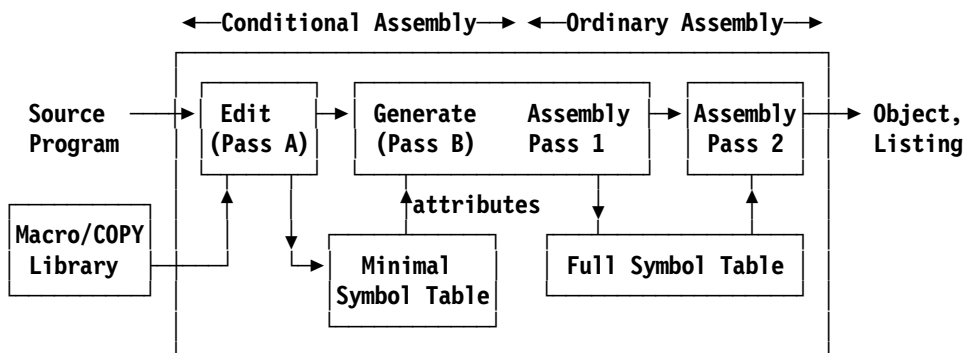 Conditional Assembly Ordinary Assembly
Source Program
Edit (Pass A)
Generate (Pass B)
Assembly Pass 1
Assembly Pass 2
Object, Listing
attributes
Macro/COPY Library
Minimal Symbol Table
Full Symbol Table